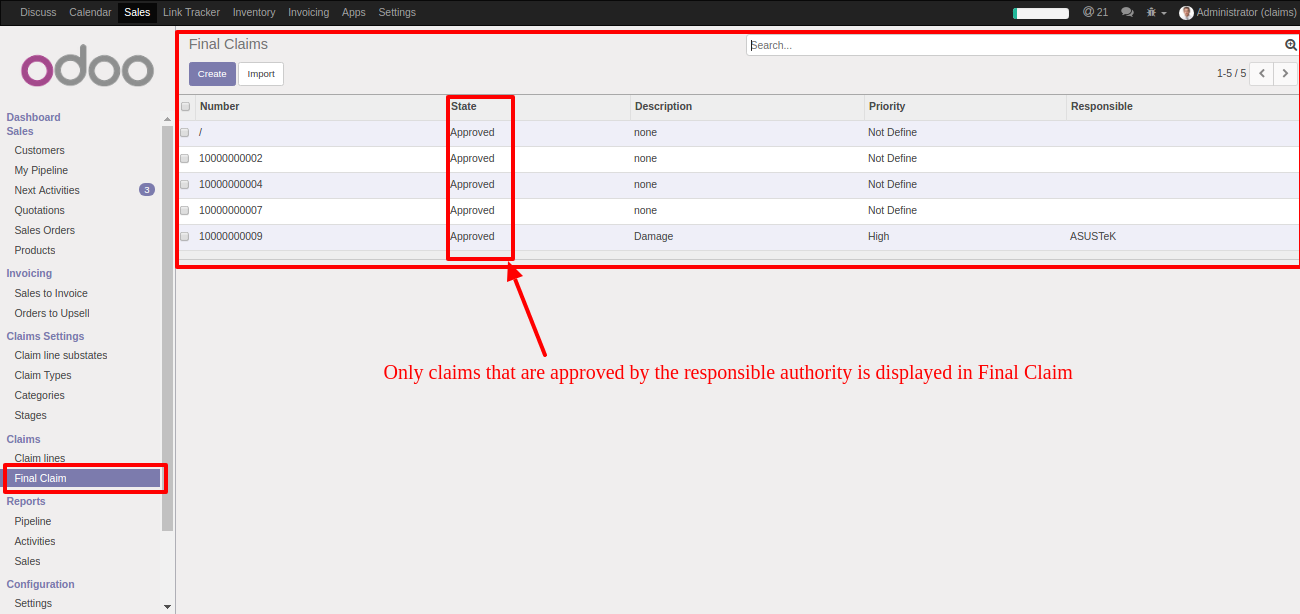 Discuss Calendar Sales Link Tracker Inventory Invoicing Apps Settings @ 21 Administrator (claims)
odoo
Dashboard
Sales
Customers
My Pipeline
Next Activities 3
Quotations
Sales Orders
Products
Invoicing
Sales to Invoice
Orders to Upsell
Claims Settings
Claim line substates
Claim Types
Categories
Stages
Claims
Claim lines
Final Claim
Reports
Pipeline
Activities
Sales
Configuration
Settings
Final Claims
Search...
Create Import
1-5 / 5
Number State Description Priority Responsible
/ Approved none Not Define
10000000002 Approved none Not Define
10000000004 Approved none Not Define
10000000007 Approved none Not Define
10000000009 Approved Damage High ASUSTeK
Only claims that are approved by the responsible authority is displayed in Final Claim